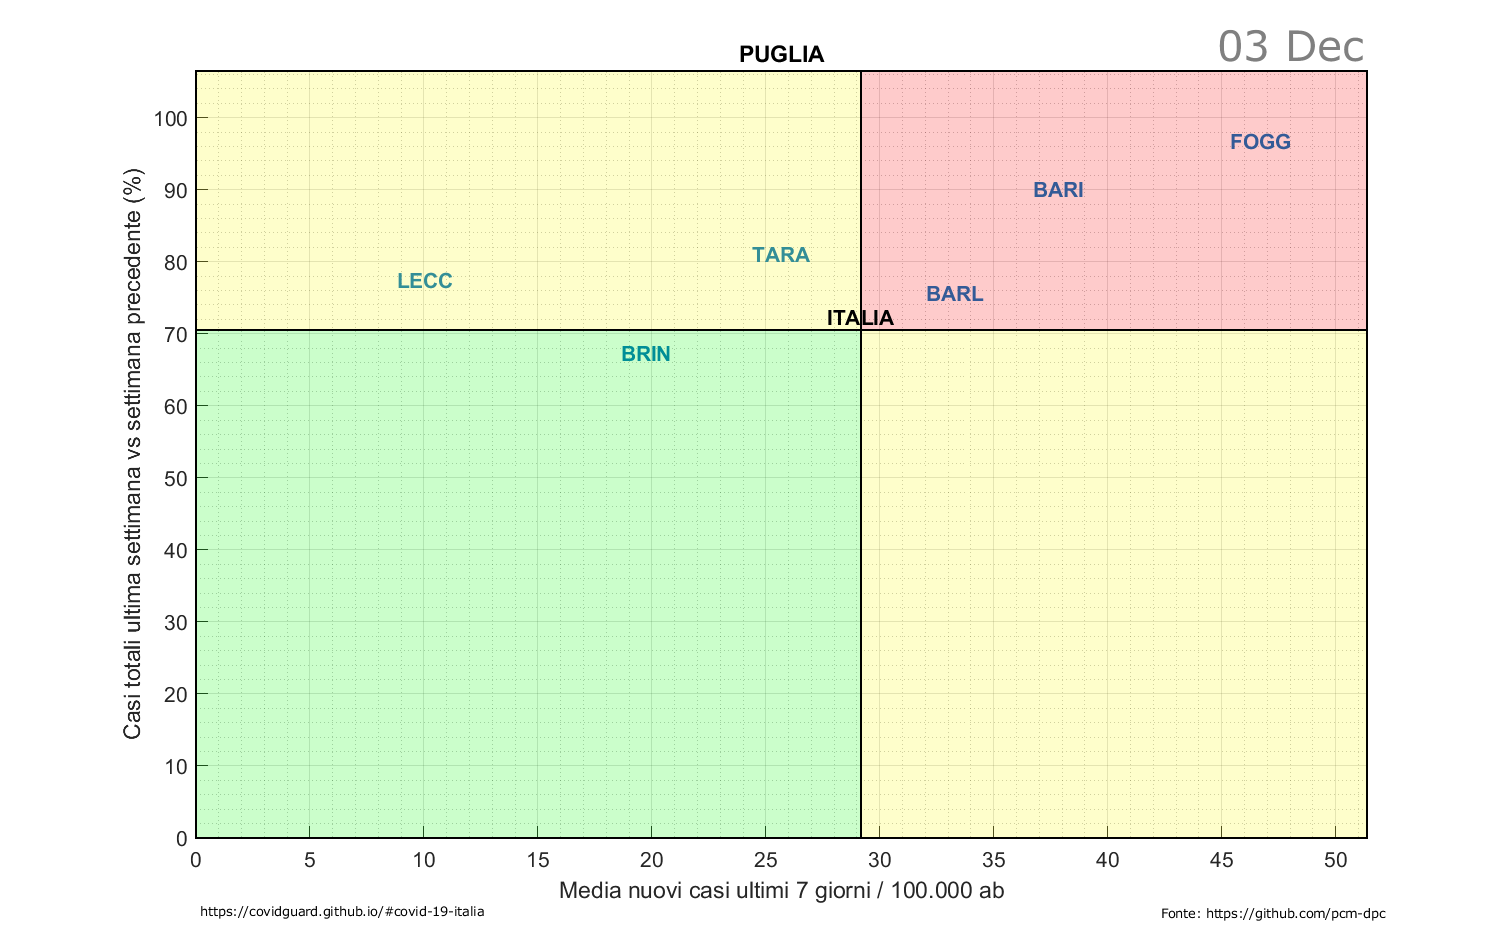 PUGLIA
03 Dec
Casi totali ultima settimana vs settimana precedente (%)
100
90
80
70
60
50
40
30
20
10
0
FOGG
BARI
TARA
LECC
BARL
ITALIA
BRIN
0 5 10 15 20 25 30 35 40 45 50
Media nuovi casi ultimi 7 giorni / 100.000 ab
https://covidguard.github.io/#covid-19-italia
Fonte: https://github.com/pcm-dpc